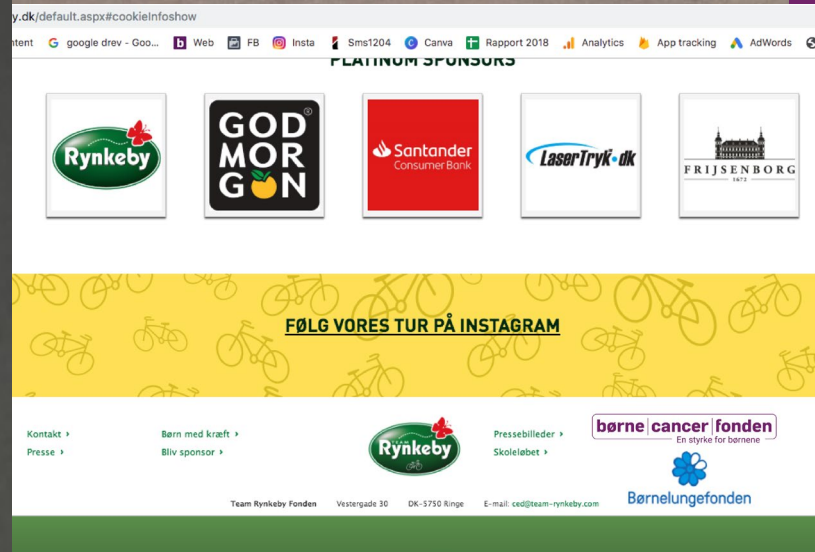 y.dk/default.aspx#cookieInfoshow
ntent google drev - Goo... b Web FB Insta Sms1204 C Canva Rapport 2018 Analytics App tracking AdWords
PLATINUM SPONSORS
Rynkeby
GOD
MOR
GON
®
Santander
Consumer Bank
LaserTryk.dk
FRIJSENBORG
1672
FØLG VORES TUR PÅ INSTAGRAM
Kontakt ›
Presse ›
Børn med kræft ›
Bliv sponsor ›
TEAM
Rynkeby
Pressebilleder ›
Skoleløbet ›
børne|cancer|fonden
En styrke for børnene
Børnelungefonden
Team Rynkeby Fonden Vestergade 30 DK-5750 Ringe E-mail: ced@team-rynkeby.com